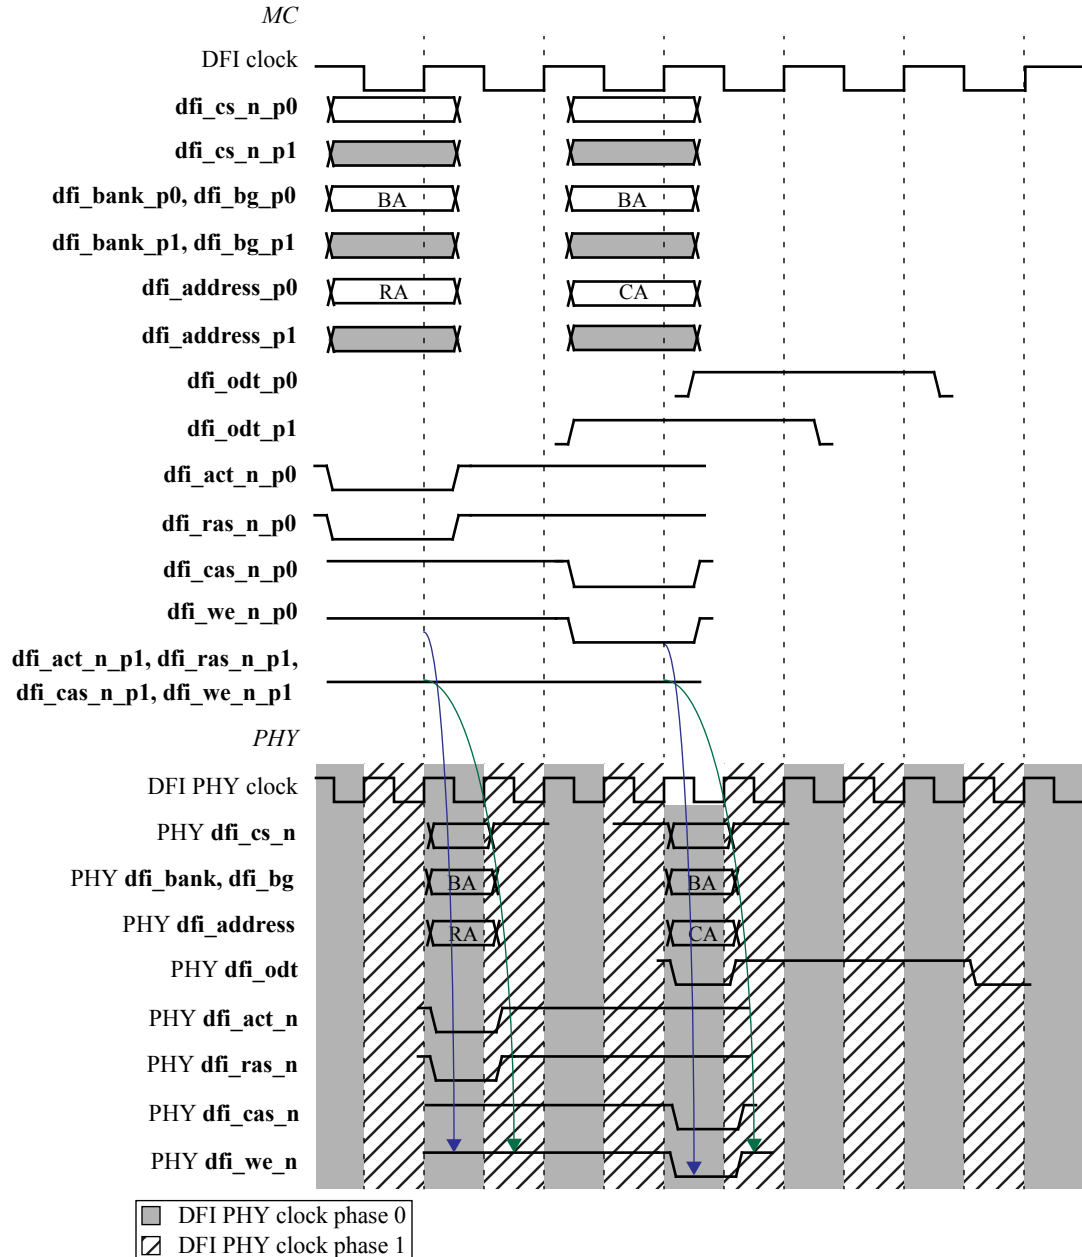 MC
DFI clock
dfi_cs_n_p0
dfi_cs_n_p1
dfi_bank_p0, dfi_bg_p0
BA
BA
dfi_bank_p1, dfi_bg_p1
dfi_address_p0
RA
CA
dfi_address_p1
dfi_odt_p0
dfi_odt_p1
dfi_act_n_p0
dfi_ras_n_p0
dfi_cas_n_p0
dfi_we_n_p0
dfi_act_n_p1, dfi_ras_n_p1,
dfi_cas_n_p1, dfi_we_n_p1
PHY
DFI PHY clock
PHY dfi_cs_n
PHY dfi_bank, dfi_bg
BA
BA
PHY dfi_address
RA
CA
PHY dfi_odt
PHY dfi_act_n
PHY dfi_ras_n
PHY dfi_cas_n
PHY dfi_we_n
DFI PHY clock phase 0
DFI PHY clock phase 1